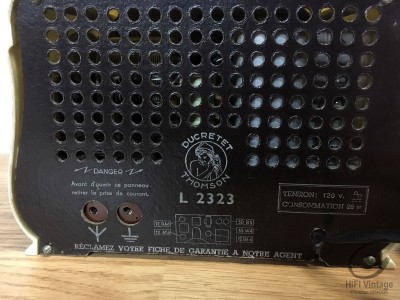 DUCRETET
THOMSON
L 2323
DANGER
Avant d'ouvrir ce panneau
retirer la prise de courant.
TENSION: 120 v.
CONSOMMATION 25 w
RÉCLAMEZ VOTRE FICHE DE GARANTIE A NOTRE AGENT
HIFI Vintage